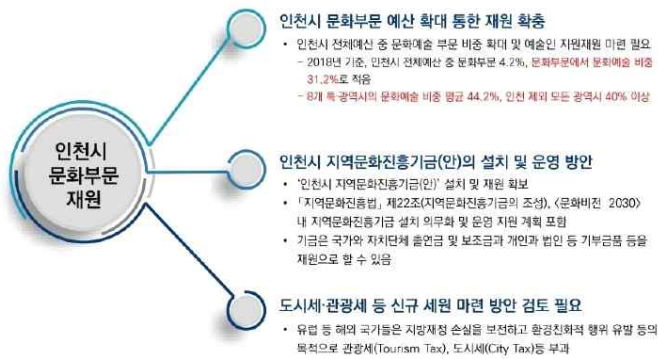 인천시 문화부문 예산 확대 통한 재원 확충
• 인천시 전체예산 중 문화예술 부문 비중 확대 및 예술인 지원재원 마련 필요
- 2018년 기준, 인천시 전체예산 중 문화부문 4.2%, 문화부문에서 문화예술 비중
31.2%로 적음
- 8개 특·광역시의 문화예술 비중 평균 44.2%, 인천 제외 모든 광역시 40% 이상
인천시
문화부문
재원
인천시 지역문화진흥기금(안)의 설치 및 운영 방안
• '인천시 지역문화진흥기금(안)' 설치 및 재원 확보
• 「지역문화진흥법」 제22조(지역문화진흥기금의 조성), <문화비전 2030>
내 지역문화진흥기금 설치 의무화 및 운영 지원 계획 포함
• 기금은 국가와 자치단체 출연금 및 보조금과 개인과 법인 등 기부금품 등을
재원으로 할 수 있음
도시세·관광세 등 신규 세원 마련 방안 검토 필요
• 유럽 등 해외 국가들은 지방재정 손실을 보전하고 환경친화적 행위 유발 등의
목적으로 관광세(Tourism Tax), 도시세(City Tax)등 부과